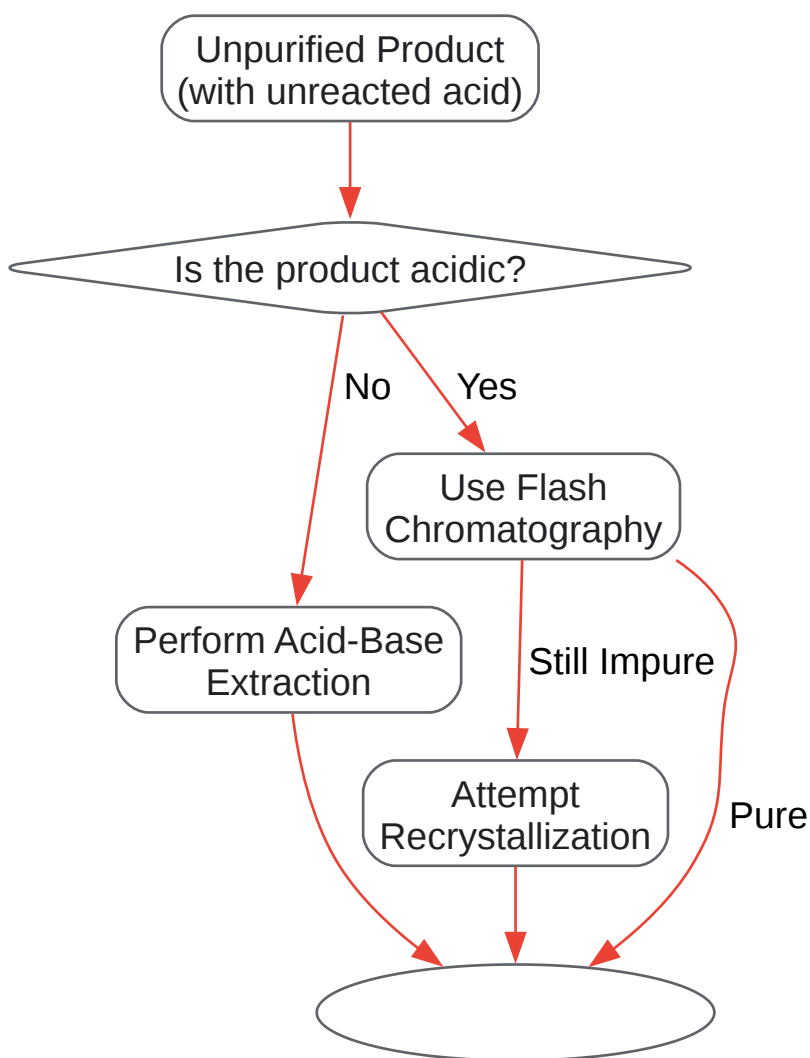 Unpurified Product
(with unreacted acid)
Is the product acidic?
No
Yes
Use Flash
Chromatography
Perform Acid-Base
Extraction
Still Impure
Attempt
Recrystallization
Pure